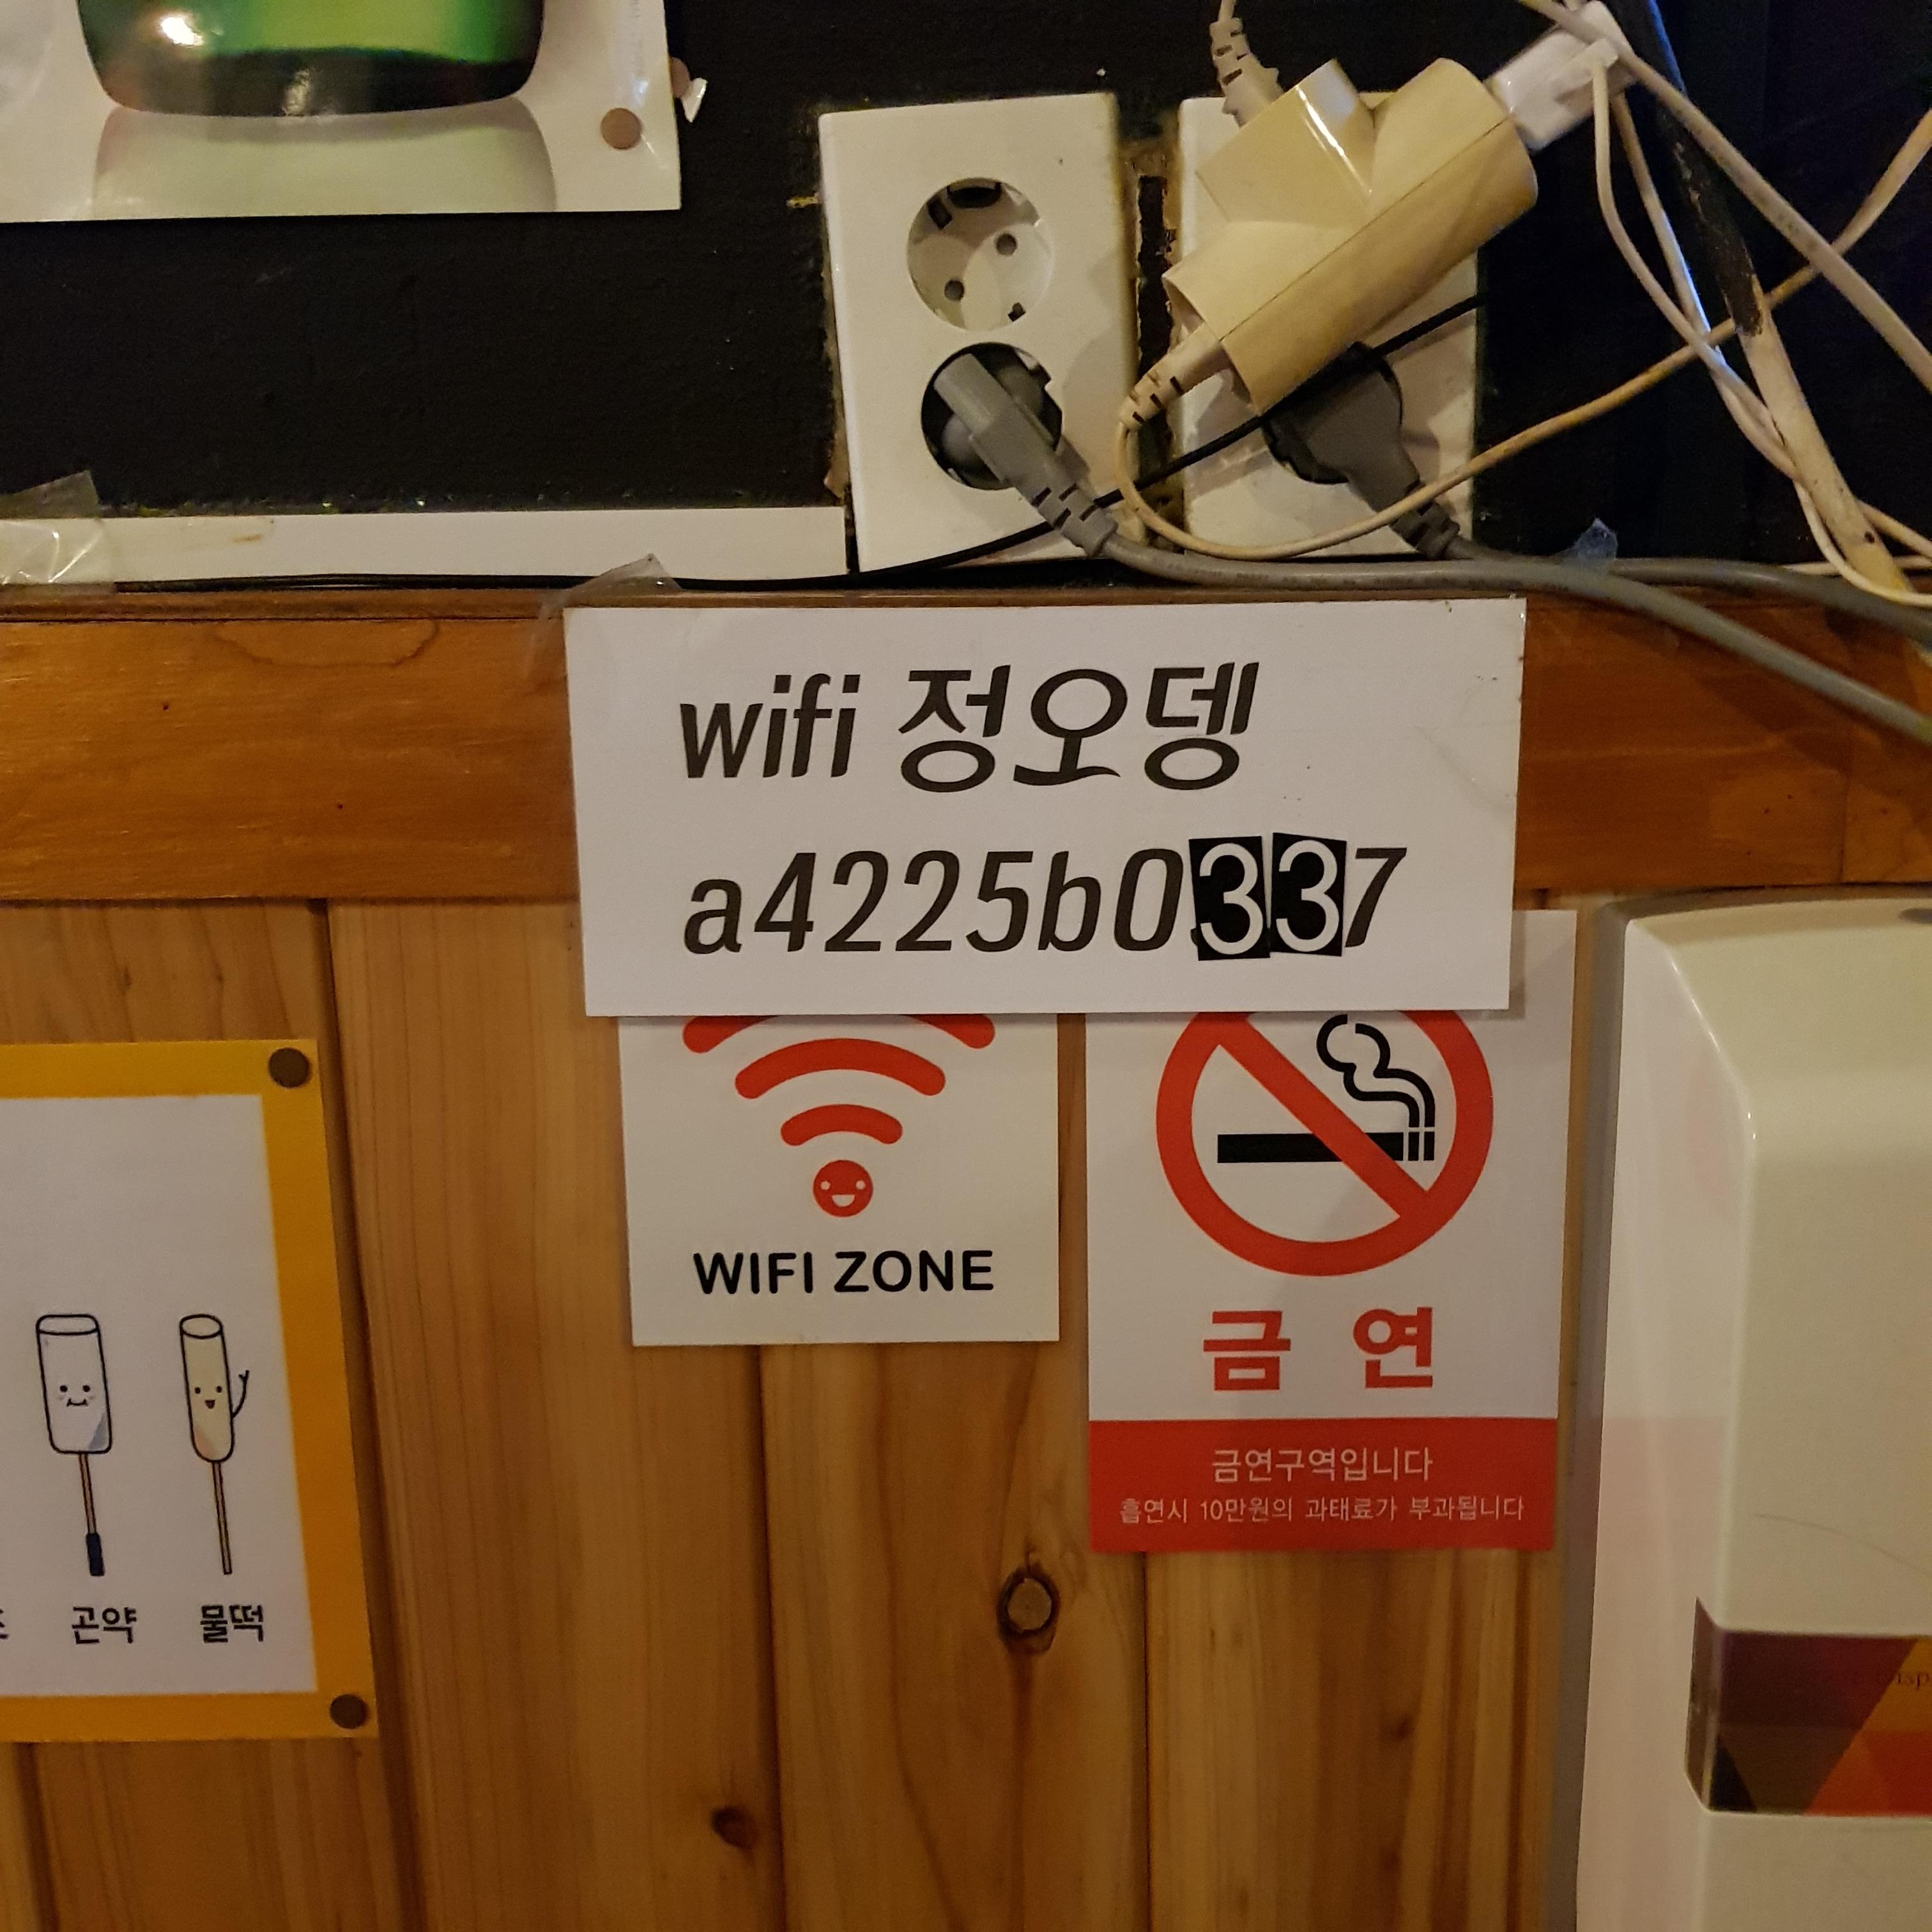 wifi 정오뎅
a4225b0337
WIFI ZONE
금 연
금연구역입니다
흡연시 10만원의 과태료가 부과됩니다
곤약
물떡